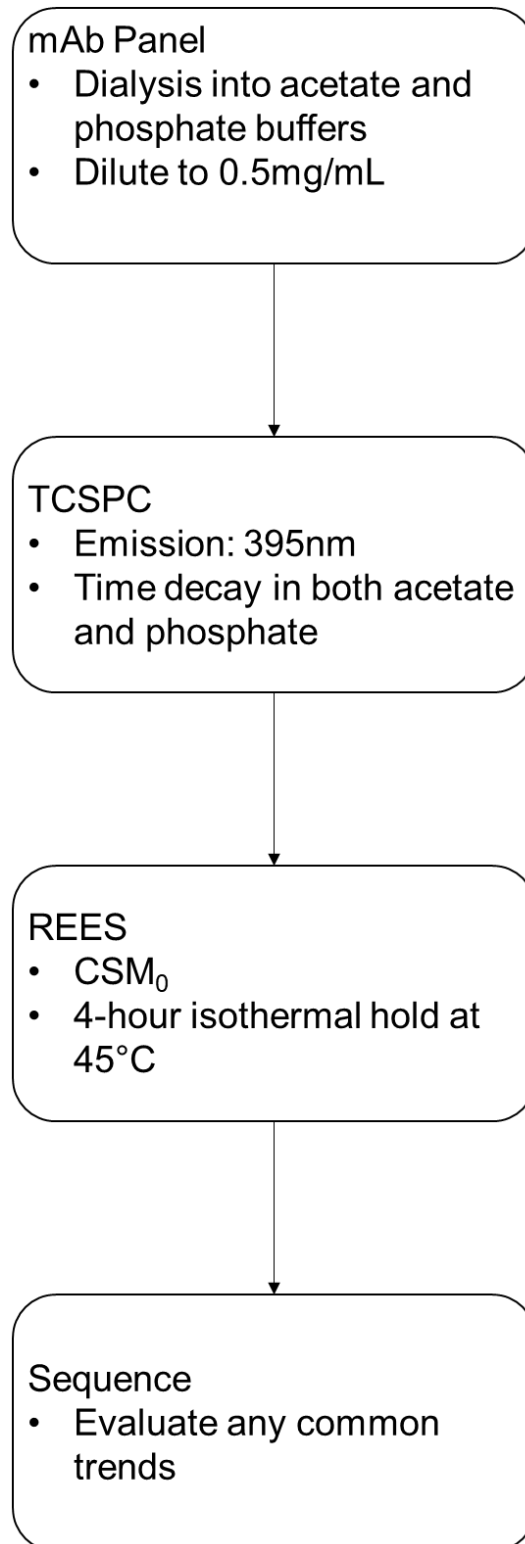 mAb Panel
• Dialysis into acetate and
phosphate buffers
• Dilute to 0.5mg/mL
TCSPC
• Emission: 395nm
• Time decay in both acetate
and phosphate
REES
• CSM₀
• 4-hour isothermal hold at
45°C
Sequence
• Evaluate any common
trends